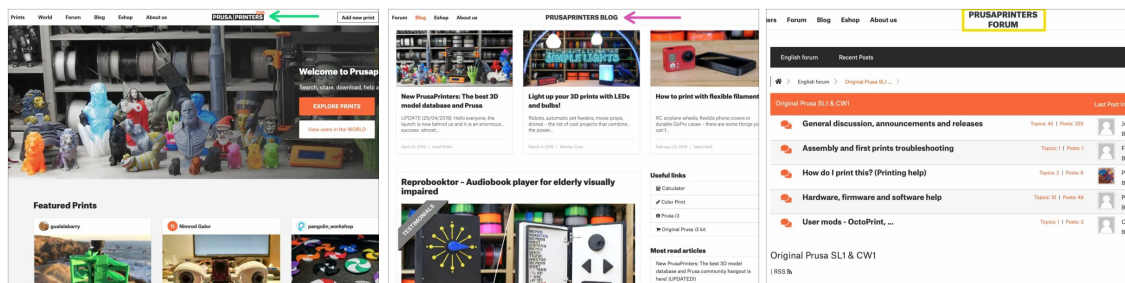 Prints World Forum Blog Eshop About us
PRUSA PRINTERS
Add new print
Welcome to Prusap
Search, share, download, help a
EXPLORE PRINTS
View users in the WORLD
Featured Prints
gualalabarry
Nimrod Galor
pangolin_workshop
Forum Blog Eshop About us
PRUSAPRINTERS BLOG
SIMPLE LIGHTS
New PrusaPrinters: The best 3D
model database and Prusa
UPDATE (25/04/2019): Hello everyone, the
launch is now behind us and it is an enormous..
success: almost...
Light up your 3D prints with LEDs
and bulbs!
Robots, automatic pet feeders, movie props,
drones – the list of cool projects that combine...
the power..
How to print with flexible filament
RC airplane wheels, flexible phone covers or
durable GoPro cases – there are some things yo
can't...
Reprobooktor – Audiobook player for elderly visually
impaired
TESTIMONIALS
Useful links
Calculator
Color Print
Prusa i3
Original Prusa i3 kit
Most read articles
New PrusaPrinters: The best 3D model
database and Prusa community hangout is
here! (UPDATED!)
ers Forum Blog Eshop About us
PRUSAPRINTERS
FORUM
English forum Recent Posts
English forum Original Prusa SL1 ...
Original Prusa SL1 & CW1 Last Post In
General discussion, announcements and releases Topics: 45 | Posts: 325
Assembly and first prints troubleshooting Topics: 1 | Posts: 1
How do I print this? (Printing help) Topics: 2 | Posts: 6
Hardware, firmware and software help Topics: 10 | Posts: 49
User mods - OctoPrint, ... Topics: 1 | Posts: 3
Original Prusa SL1 & CW1
| RSS